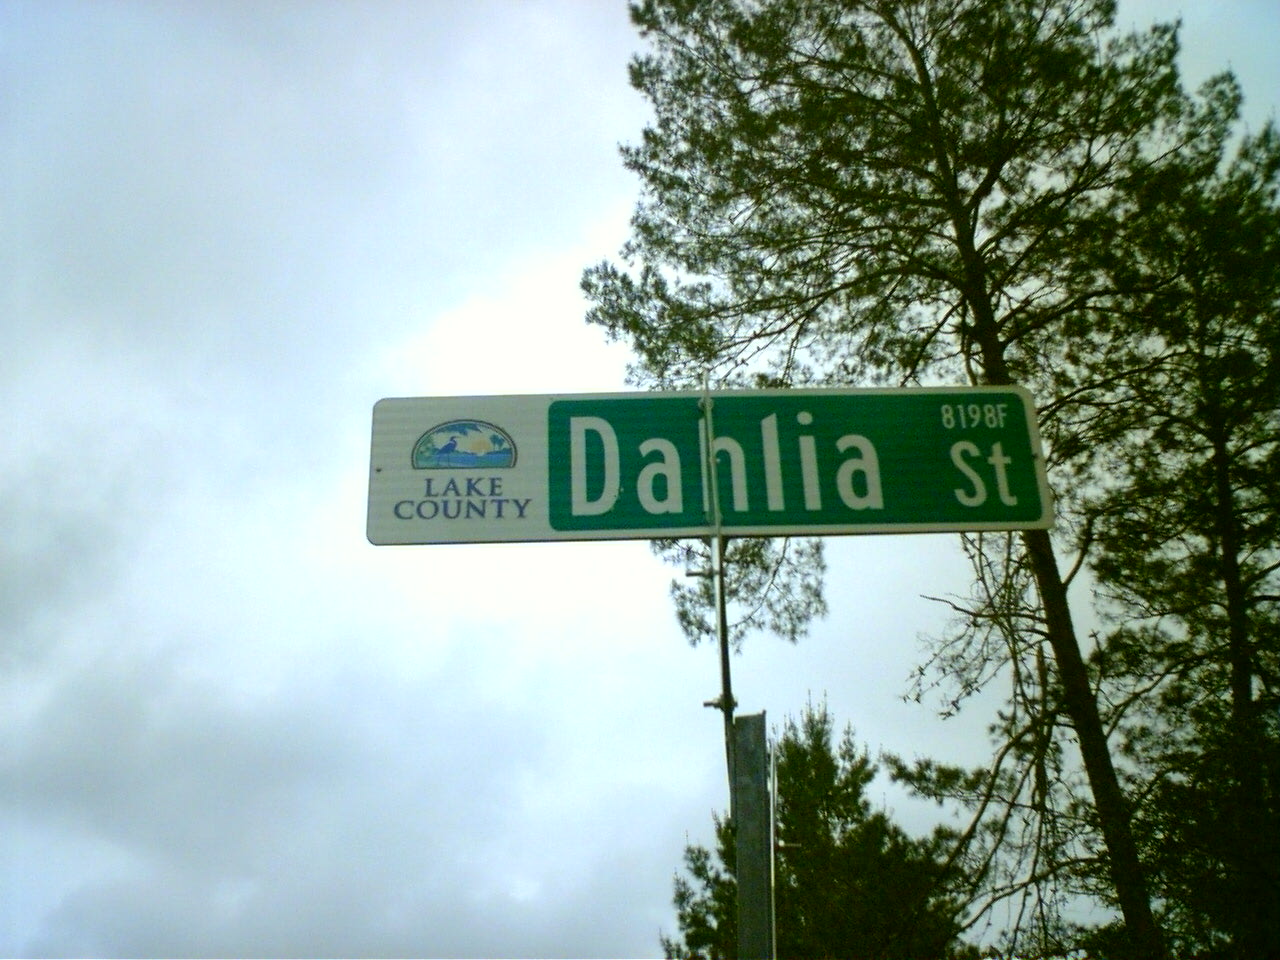 LAKE
COUNTY
Dahlia St
8198F